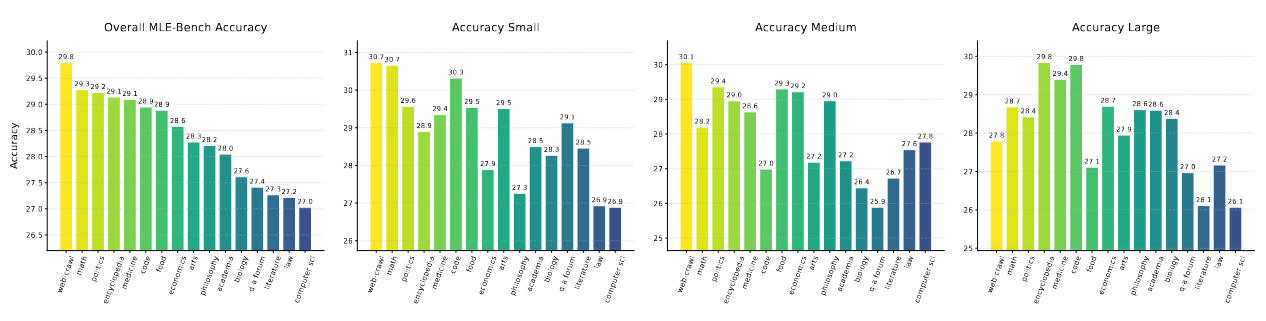 Overall MLE-Bench Accuracy
Accuracy
30.0
29.5
29.0
28.5
28.0
27.5
27.0
26.5
29.8
29.3
29.2
29.1
29.1
28.9
28.9
28.6
28.3
28.2
28.0
27.6
27.4
27.3
27.2
27.0
web-crawl
math
politics
encyclopedia
medicine
code
food
economics
arts
philosophy
academia
biology
q a forum
literature
law
computer sci
Accuracy Small
31
30
29
28
27
26
30.7
30.7
29.6
28.9
29.4
30.3
29.5
27.9
29.5
27.3
28.5
28.3
29.1
28.5
26.9
26.9
web-crawl
math
politics
encyclopedia
medicine
code
food
economics
arts
philosophy
academia
biology
q a forum
literature
law
computer sci
Accuracy Medium
30
29
28
27
26
25
30.1
28.2
29.4
29.0
28.6
27.0
29.3
29.2
27.2
29.0
27.2
26.4
25.9
26.7
27.6
27.8
web-crawl
math
politics
encyclopedia
medicine
code
food
economics
arts
philosophy
academia
biology
q a forum
literature
law
computer sci
Accuracy Large
30
29
28
27
26
25
27.8
28.7
28.4
29.8
29.4
29.8
27.1
28.7
27.9
28.6
28.6
28.4
27.0
26.1
27.2
26.1
web-crawl
math
politics
encyclopedia
medicine
code
food
economics
arts
philosophy
academia
biology
q a forum
literature
law
computer sci